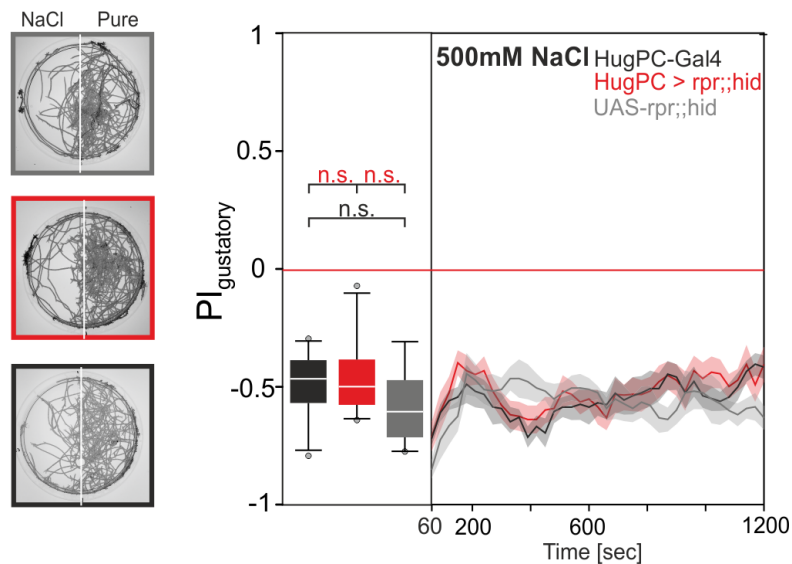 NaCl Pure
1
0.5
0
-0.5
-1
PIgustatory
n.s. n.s.
n.s.
500mM NaCl
HugPC-Gal4
HugPC > rpr;;hid
UAS-rpr;;hid
60 200 600 1200
Time [sec]